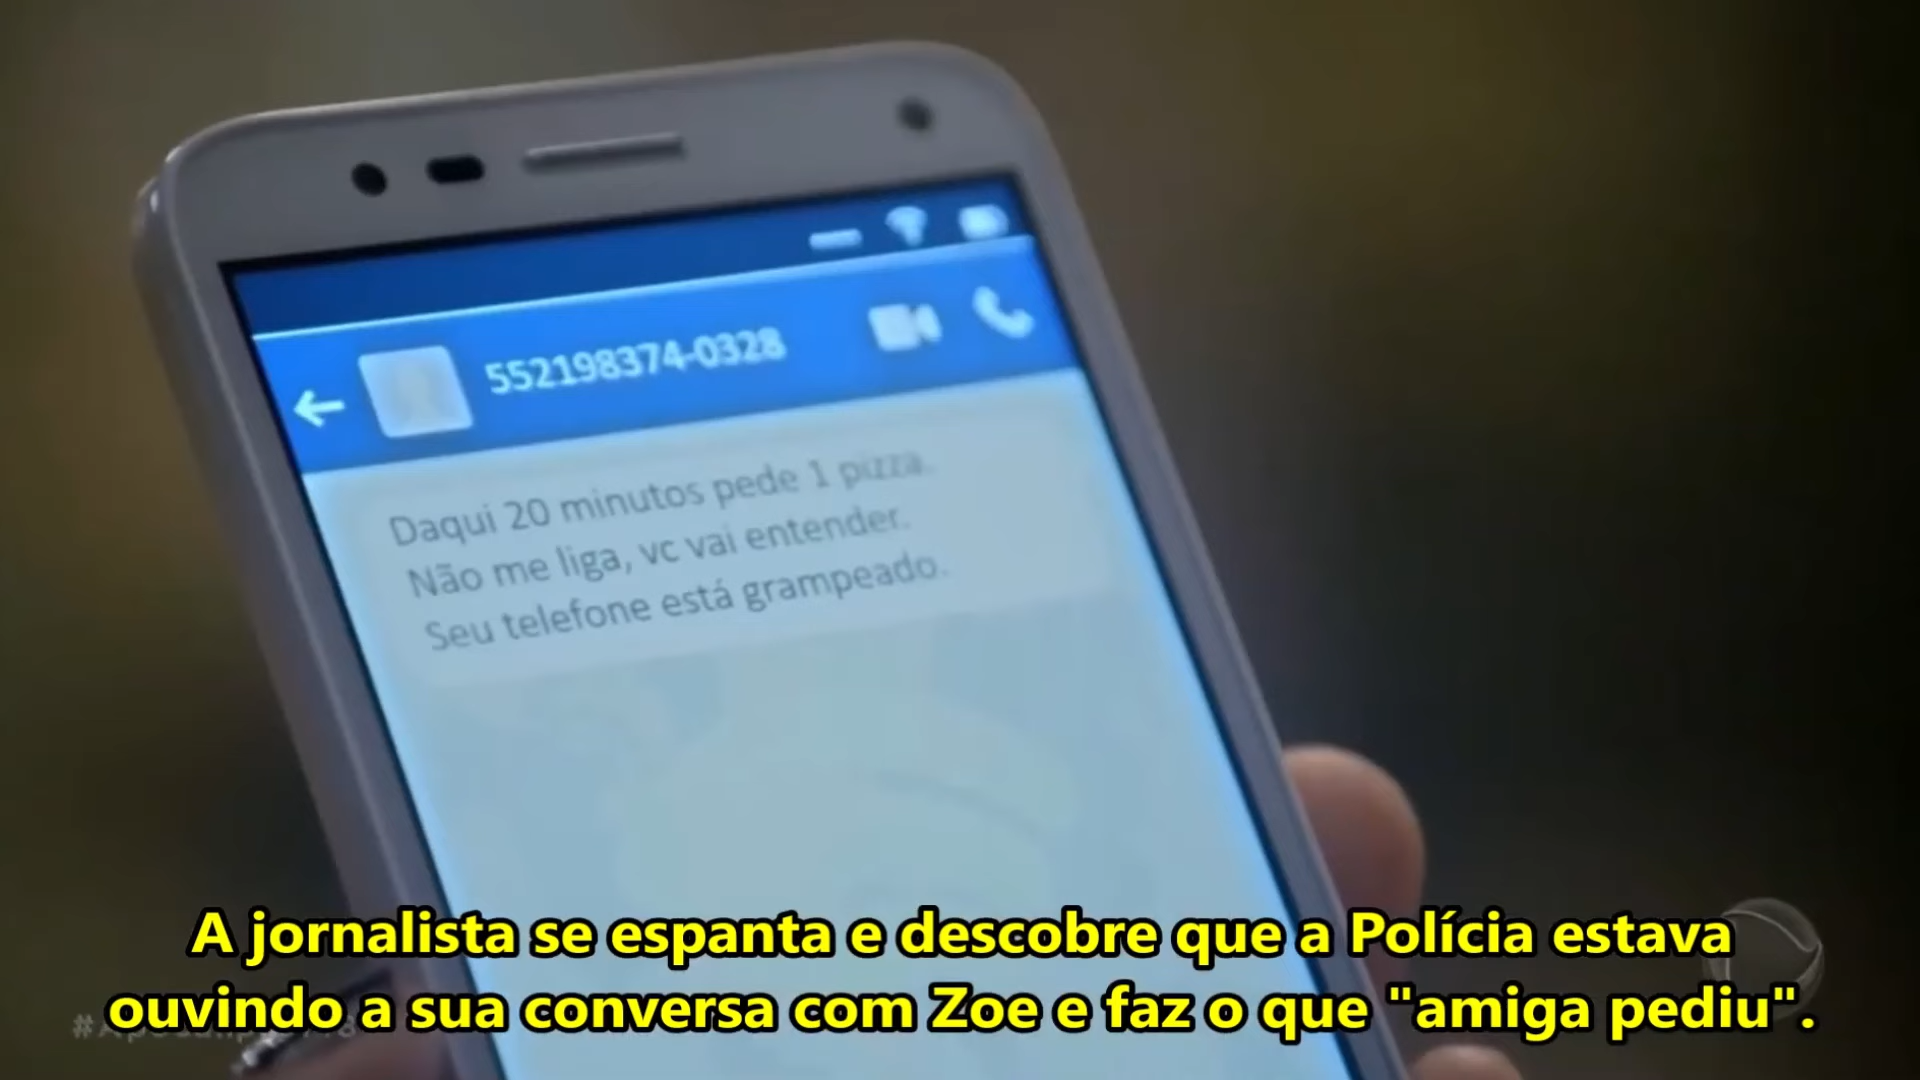 552198374-0328
Daqui 20 minutos pede 1 pizza.
Não me liga, vc vai entender.
Seu telefone está grampeado.
A jornalista se espanta e descobre que a Polícia estava
ouvindo a sua conversa com Zoe e faz o que "amiga pediu".